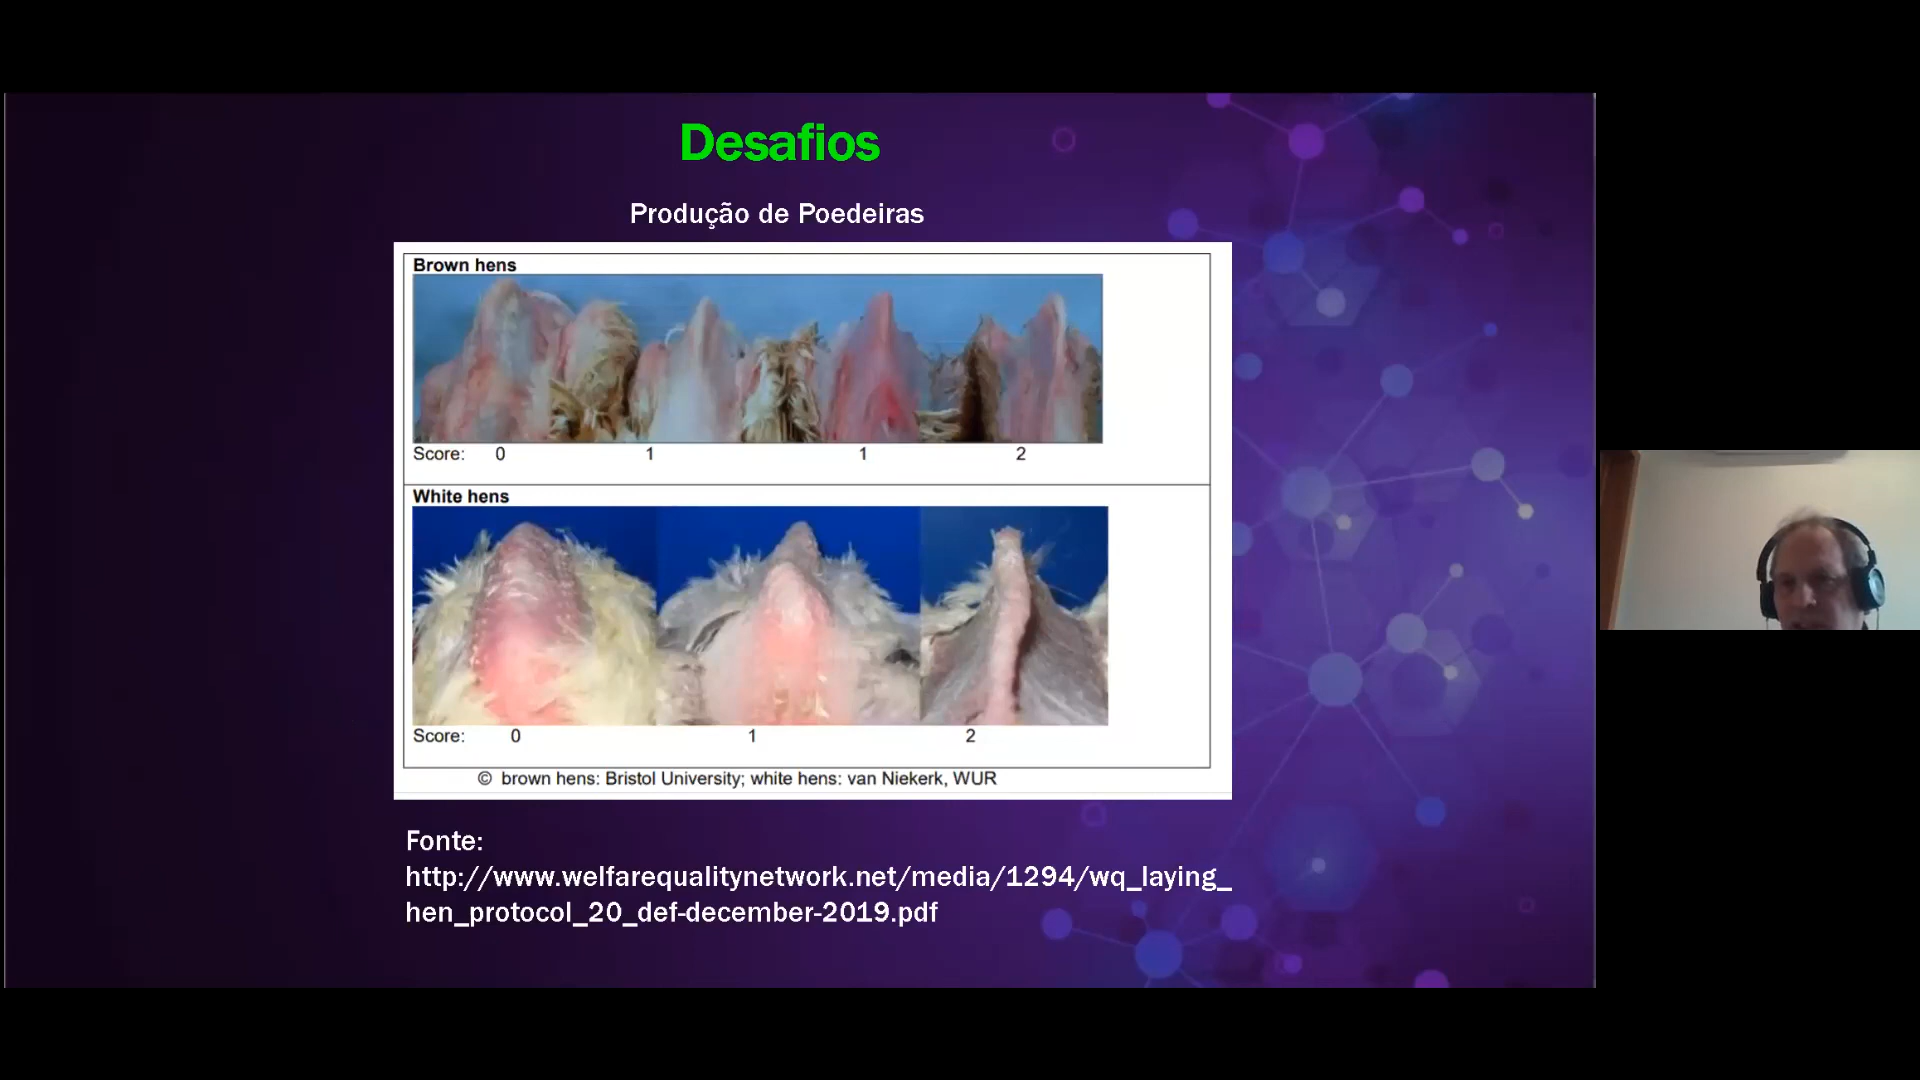 Desafios
Produção de Poedeiras
Brown hens
Score: 0 1 1 2
White hens
Score: 0 1 2
© brown hens: Bristol University; white hens: van Niekerk, WUR
Fonte:
http://www.welfarequalitynetwork.net/media/1294/wq_laying_
hen_protocol_20_def-december-2019.pdf